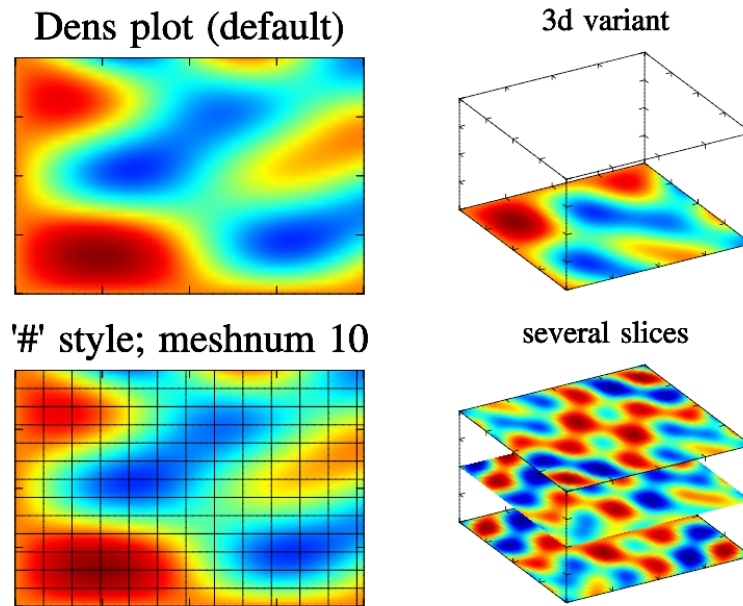 Dens plot (default)
3d variant
'#' style; meshnum 10
several slices